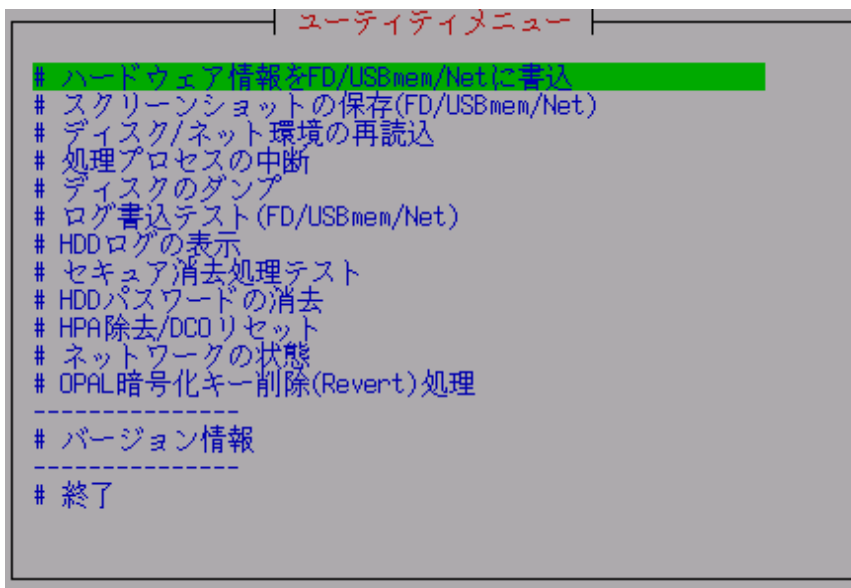 ユーティティメニュー
# ハードウェア情報をFD/USBmem/Netに書込
# スクリーンショットの保存(FD/USBmem/Net)
# ディスク/ネット環境の再読込
# 処理プロセスの中断
# ディスクのダンプ
# ログ書込テスト(FD/USBmem/Net)
# HDDログの表示
# セキュア消去処理テスト
# HDDパスワードの消去
# HPA除去/DCOリセット
# ネットワークの状態
# OPAL暗号化キー削除(Revert)処理
---------------
# バージョン情報
---------------
# 終了